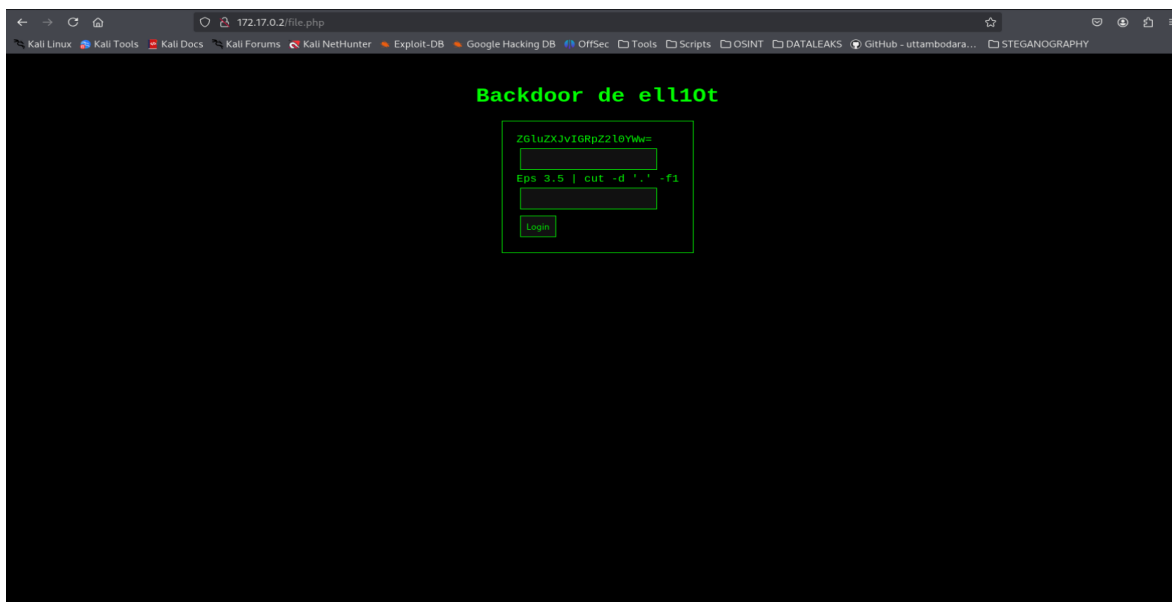 172.17.0.2/file.php
Kali Linux Kali Tools Kali Docs Kali Forums Kali NetHunter Exploit-DB Google Hacking DB OffSec Tools Scripts OSINT DATALEAKS GitHub - uttambodara... STEGANOGRAPHY
Backdoor de ell10t
ZGluZXJvIGRpZ2l0YWw=
Eps 3.5 | cut -d '.' -f1
Login